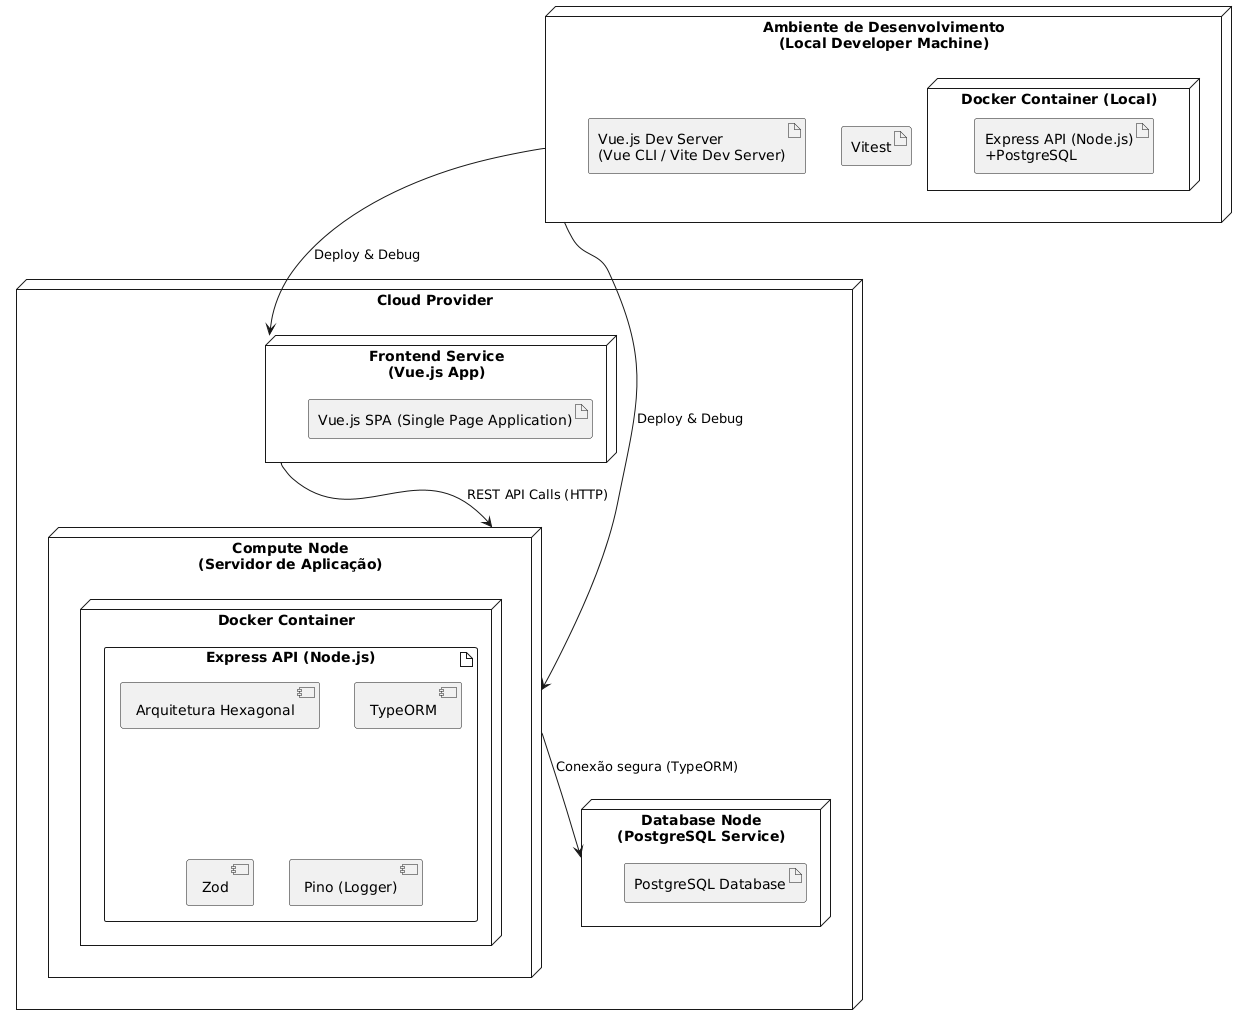 Ambiente de Desenvolvimento
(Local Developer Machine)
Docker Container (Local)
Express API (Node.js)
+PostgreSQL
Vue.js Dev Server
(Vue CLI / Vite Dev Server)
Vitest
Deploy & Debug
Cloud Provider
Frontend Service
(Vue.js App)
Vue.js SPA (Single Page Application)
Deploy & Debug
REST API Calls (HTTP)
Compute Node
(Servidor de Aplicação)
Docker Container
Express API (Node.js)
Arquitetura Hexagonal
TypeORM
Conexão segura (TypeORM)
Database Node
(PostgreSQL Service)
PostgreSQL Database
Zod
Pino (Logger)